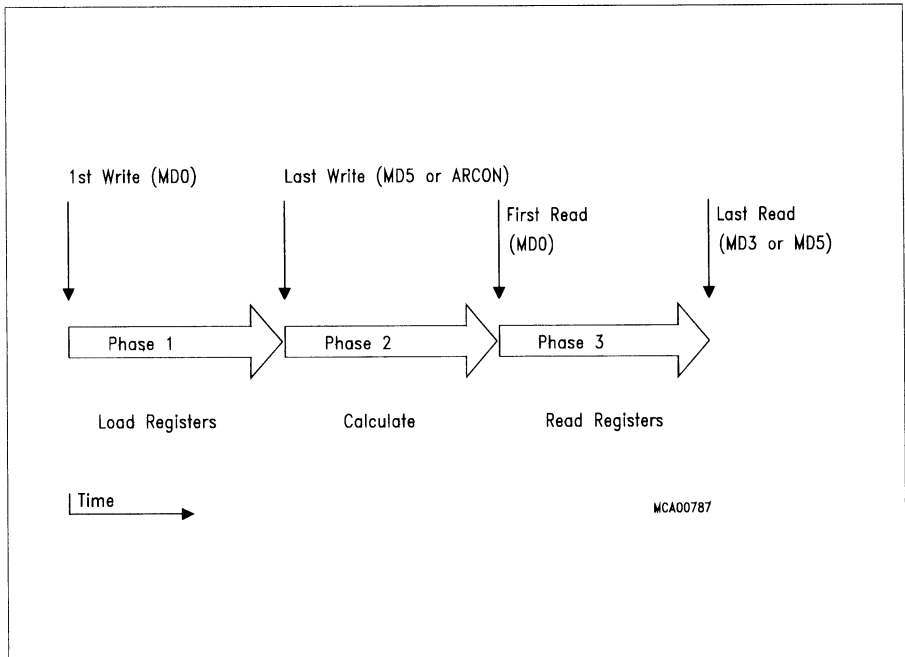 1st Write (MD0)
Last Write (MD5 or ARCON)
First Read
(MD0)
Last Read
(MD3 or MD5)
Phase 1
Phase 2
Phase 3
Load Registers
Calculate
Read Registers
Time
MCA00787